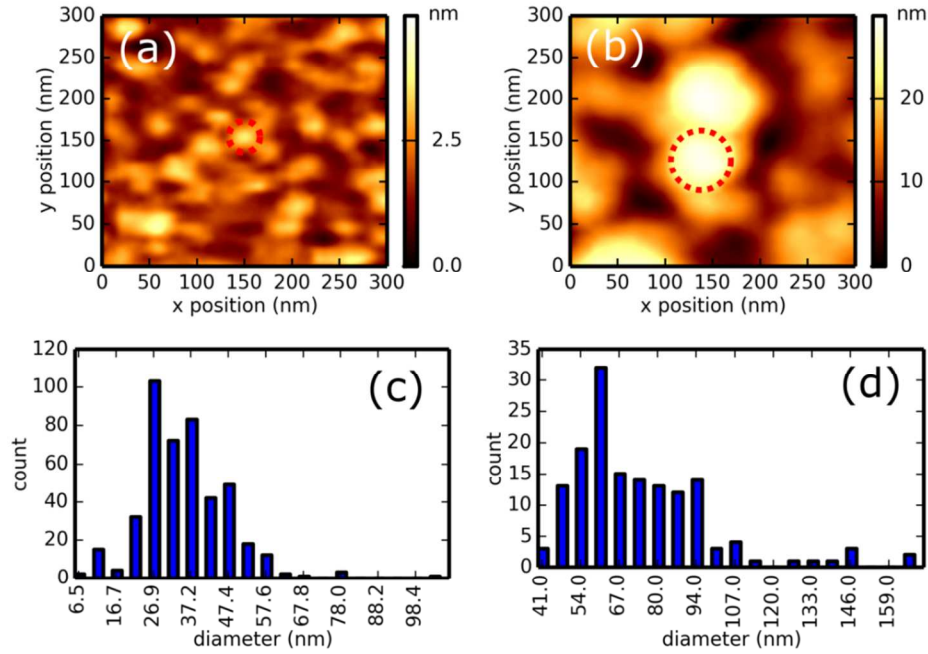 (a)
300
250
200
150
100
50
0
y position (nm)
0 50 100 150 200 250 300
x position (nm)
nm
2.5
0.0
(b)
300
250
200
150
100
50
0
y position (nm)
0 50 100 150 200 250 300
x position (nm)
nm
20
10
0
(c)
120
100
80
60
40
20
0
count
6.5 16.7 26.9 37.2 47.4 57.6 67.8 78.0 88.2 98.4
diameter (nm)
(d)
35
30
25
20
15
10
5
0
count
41.0 54.0 67.0 80.0 94.0 107.0 120.0 133.0 146.0 159.0
diameter (nm)